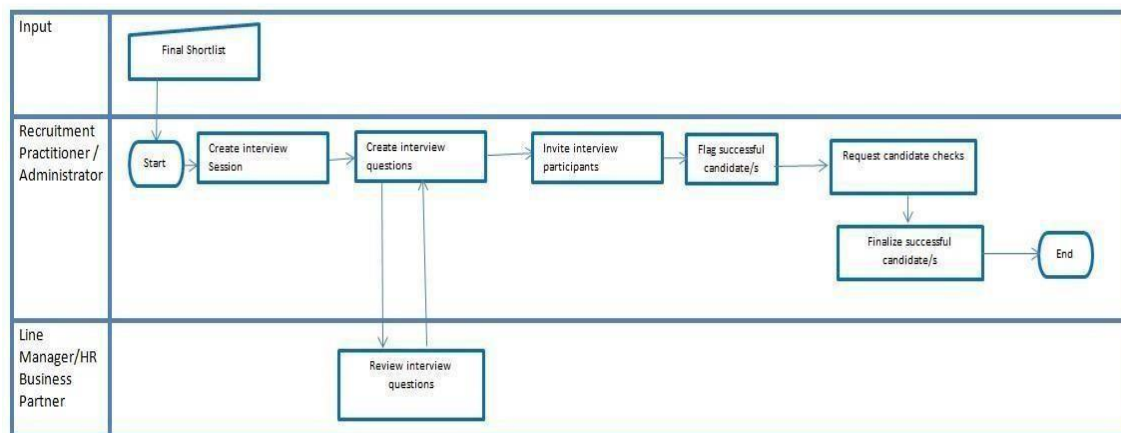 Input
Final Shortlist
Recruitment
Practitioner /
Administrator
Start
Create interview
Session
Create interview
questions
Invite interview
participants
Flag successful
candidate/s
Request candidate checks
Finalize successful
candidate/s
End
Line
Manager/HR
Business
Partner
Review interview
questions